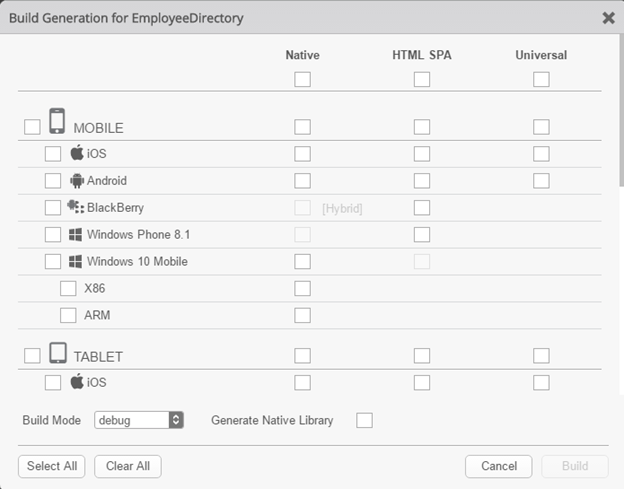 Build Generation for EmployeeDirectory
Native HTML SPA Universal
MOBILE
iOS
Android
BlackBerry [Hybrid]
Windows Phone 8.1
Windows 10 Mobile
X86
ARM
TABLET
iOS
Build Mode debug Generate Native Library
Select All Clear All Cancel Build